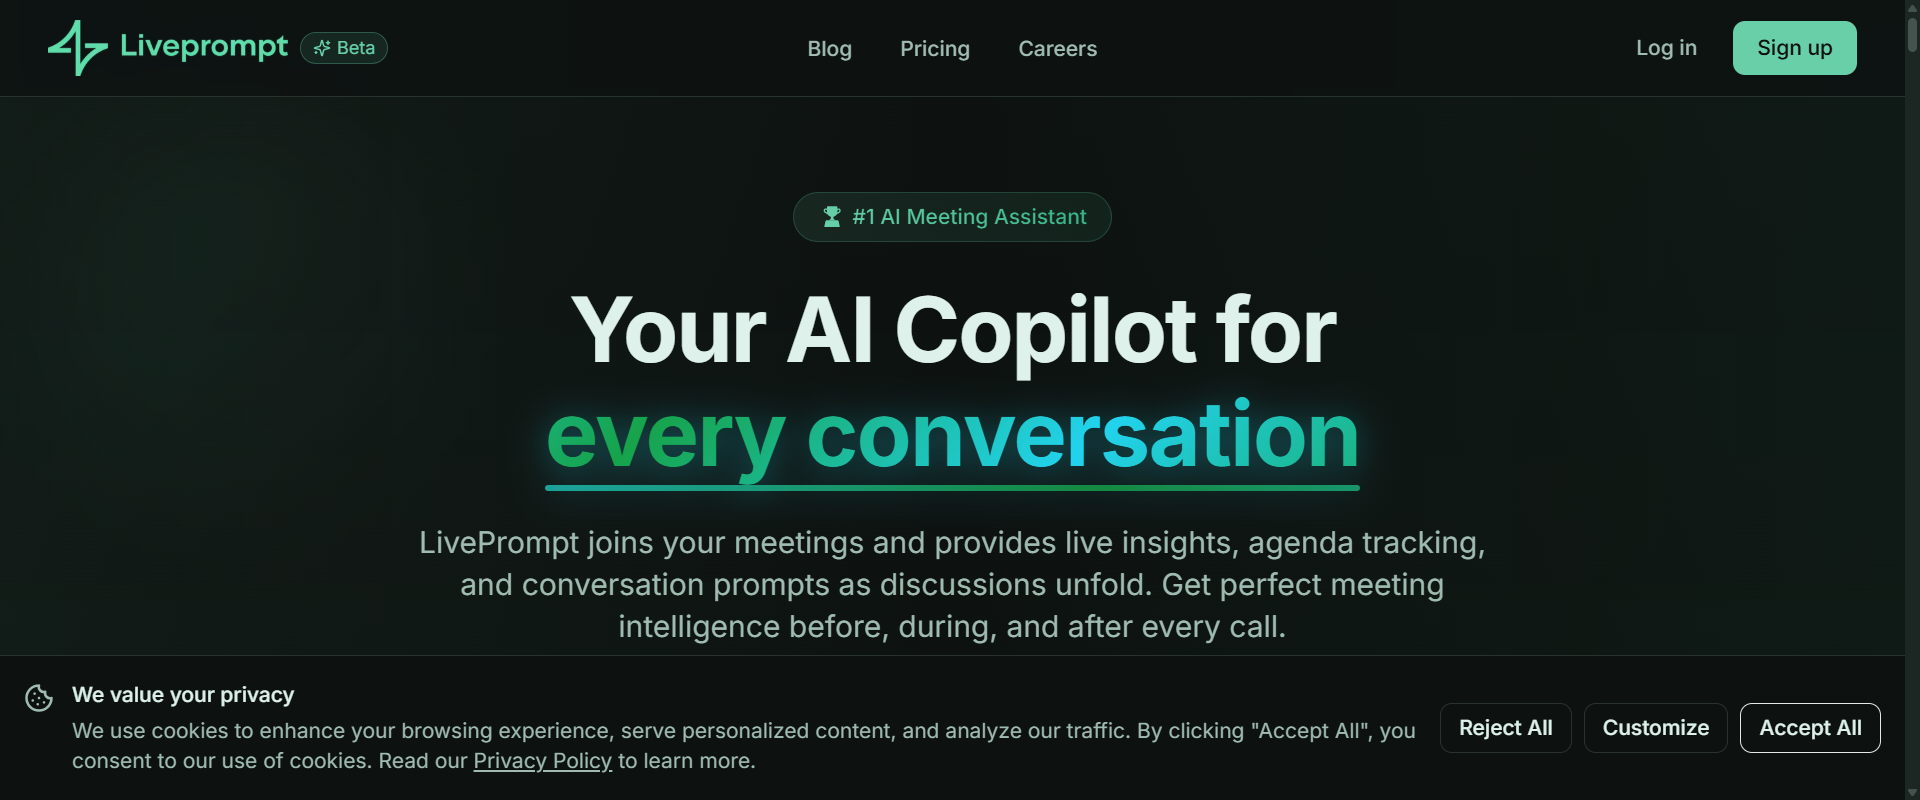 Liveprompt
Beta
Blog
Pricing
Careers
Log in
Sign up
#1 AI Meeting Assistant
Your AI Copilot for
every conversation
LivePrompt joins your meetings and provides live insights, agenda tracking,
and conversation prompts as discussions unfold. Get perfect meeting
intelligence before, during, and after every call.
We value your privacy
We use cookies to enhance your browsing experience, serve personalized content, and analyze our traffic. By clicking "Accept All", you
consent to our use of cookies. Read our Privacy Policy to learn more.
Reject All
Customize
Accept All